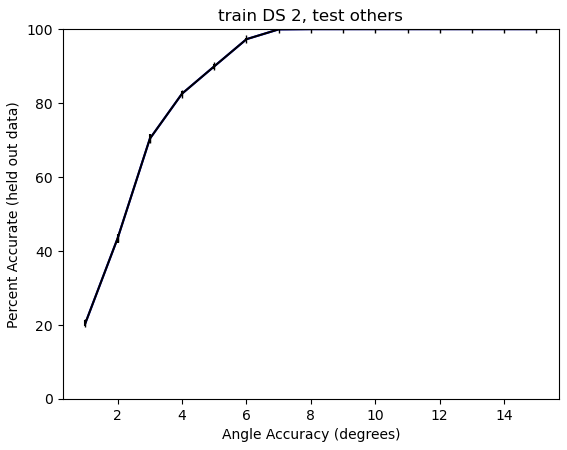 train DS 2, test others
100
80
60
40
20
0
Percent Accurate (held out data)
2 4 6 8 10 12 14
Angle Accuracy (degrees)